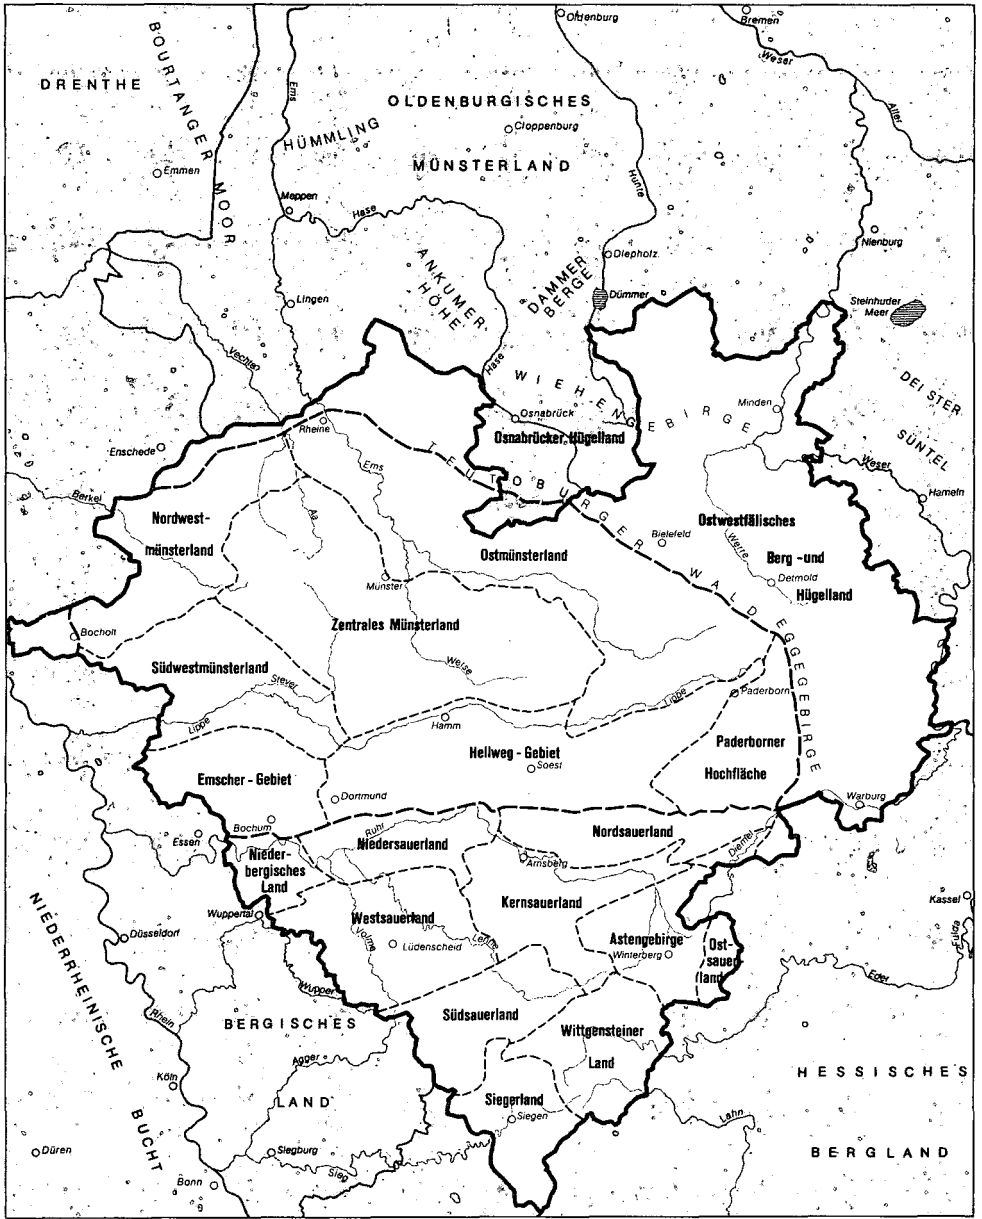 Oldenburg
Bremen
Weser
DRENTHE
BOURTANGER MOOR
Ems
OLDENBURGISCHES
MÜNSTERLAND
HÜMMLING
Cloppenburg
Aller
Emmen
Meppen
Hase
Hunte
Nienburg
ANKUMER-
HÖHE
DAMMER
BERGE
Diepholz
Dümmer
Lingen
Steinhuder
Meer
Vechte
Hase
WIEHENGEBIRGE
Minden
DEISTER
SÜNTEL
Osnabrück
Osnabrücker Hügelland
Rheine
Enschede
TEUTOBURGER WALD
Ems
Weser
Hameln
Berkel
Aa
Nordwest-
münsterland
Ostmünsterland
Ostwestfälisches
Berg - und
Hügelland
Bielefeld
Werre
Detmold
Münster
Zentrales Münsterland
Bocholt
EGGEGEBIRGE
Südwestmünsterland
Werse
Stever
Lippe
Lippe
Paderborn
Hamm
Hellweg - Gebiet
Soest
Paderborner
Hochfläche
Emscher - Gebiet
Dortmund
Warburg
Bochum
Essen
Ruhr
Niedersauerland
Nordsauerland
Diemel
Arnsberg
Nieder-
bergisches
Land
Kernsauerland
Kassel
Wuppertal
Westsauerland
Volme
Lüdenscheid
Lenne
Astengebirge
Winterberg
Ost-
sauer
land
Fulda
Düsseldorf
NIEDERRHEINISCHE
BUCHT
Eder
Wupper
Rhein
BERGISCHES
LAND
Südsauerland
Wittgensteiner
Land
Agger
HESSISCHES
BERGLAND
Köln
Siegerland
Siegen
Lahn
Düren
Siegburg
Sieg
Bonn